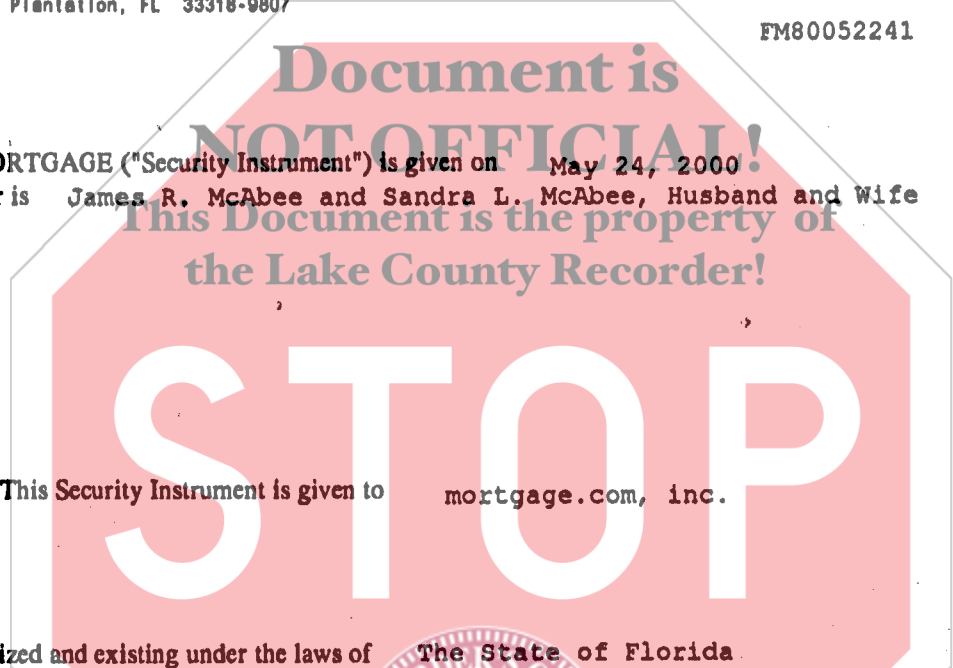 Plantation, FL 33318-9807
FM80052241
Document is
NOT OFFICIAL!
ORTGAGE ("Security Instrument") is given on May 24, 2000
r is James R. McAbee and Sandra L. McAbee, Husband and Wife
This Document is the property of
the Lake County Recorder!
STOP
This Security Instrument is given to mortgage.com, inc.
ized and existing under the laws of The State of Florida